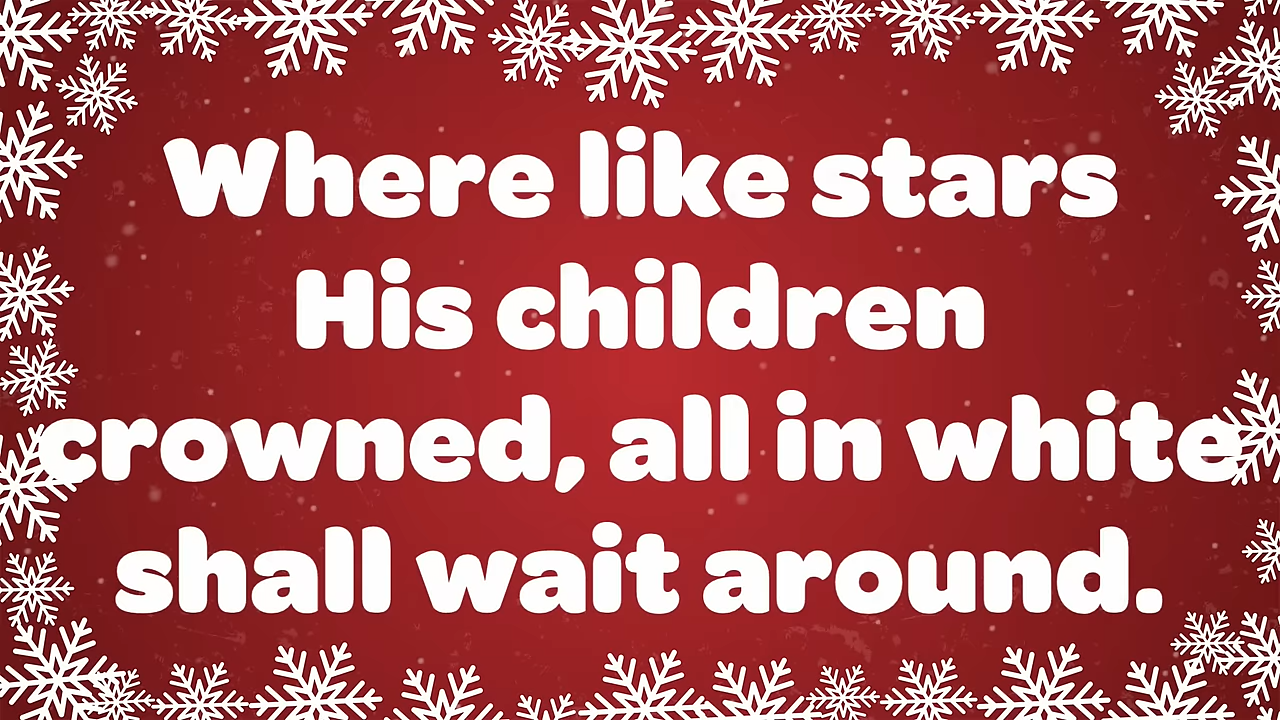 Where like stars
His children
crowned, all in white
shall wait around.